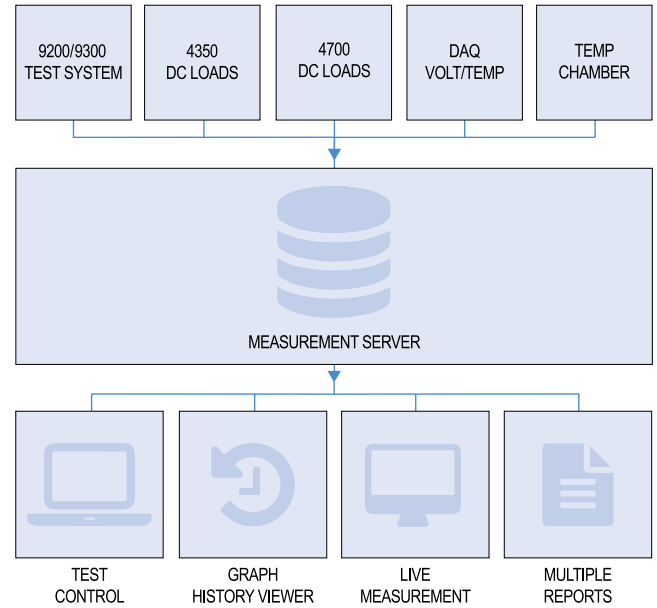 9200/9300
TEST SYSTEM
4350
DC LOADS
4700
DC LOADS
DAQ
VOLT/TEMP
TEMP
CHAMBER
MEASUREMENT SERVER
TEST
CONTROL
GRAPH
HISTORY VIEWER
LIVE
MEASUREMENT
MULTIPLE
REPORTS